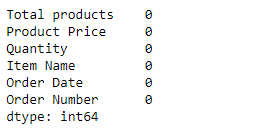 Total products    0
Product Price     0
Quantity          0
Item Name         0
Order Date        0
Order Number      0
dtype: int64